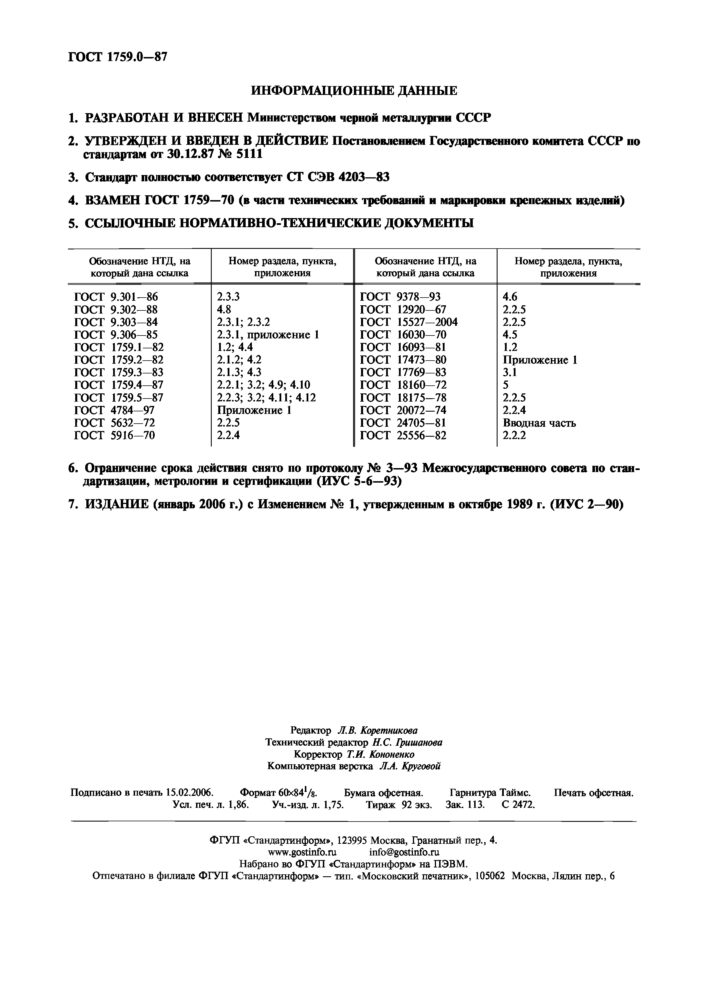 ГОСТ 1759.0—87
ИНФОРМАЦИОННЫЕ ДАННЫЕ
1. РАЗРАБОТАН И ВНЕСЕН Министерством черной металлургии СССР
2. УТВЕРЖДЕН И ВВЕДЕН В ДЕЙСТВИЕ Постановлением Государственного комитета СССР по
стандартам от 30.12.87 № 5111
3. Стандарт полностью соответствует СТ СЭВ 4203—83
4. ВЗАМЕН ГОСТ 1759—70 (в части технических требований и маркировки крепежных изделий)
5. ССЫЛОЧНЫЕ НОРМАТИВНО-ТЕХНИЧЕСКИЕ ДОКУМЕНТЫ
Обозначение НТД, на который дана ссылка | Номер раздела, пункта, приложения | Обозначение НТД, на который дана ссылка | Номер раздела, пункта, приложения
ГОСТ 9.301—86 | 2.3.3 | ГОСТ 9378—93 | 4.6
ГОСТ 9.302—88 | 4.8 | ГОСТ 12920—67 | 2.2.5
ГОСТ 9.303—84 | 2.3.1; 2.3.2 | ГОСТ 15527—2004 | 2.2.5
ГОСТ 9.306—85 | 2.3.1, приложение 1 | ГОСТ 16030—70 | 4.5
ГОСТ 1759.1—82 | 1.2; 4.4 | ГОСТ 16093—81 | 1.2
ГОСТ 1759.2—82 | 2.1.2; 4.2 | ГОСТ 17473—80 | Приложение 1
ГОСТ 1759.3—83 | 2.1.3; 4.3 | ГОСТ 17769—83 | 3.1
ГОСТ 1759.4—87 | 2.2.1; 3.2; 4.9; 4.10 | ГОСТ 18160—72 | 5
ГОСТ 1759.5—87 | 2.2.3; 3.2; 4.11; 4.12 | ГОСТ 18175—78 | 2.2.5
ГОСТ 4784—97 | Приложение 1 | ГОСТ 20072—74 | 2.2.4
ГОСТ 5632—72 | 2.2.5 | ГОСТ 24705—81 | Вводная часть
ГОСТ 5916—70 | 2.2.4 | ГОСТ 25556—82 | 2.2.2
6. Ограничение срока действия снято по протоколу № 3—93 Межгосударственного совета по стан-
дартизации, метрологии и сертификации (ИУС 5-6—93)
7. ИЗДАНИЕ (январь 2006 г.) с Изменением № 1, утвержденным в октябре 1989 г. (ИУС 2—90)
Редактор Л.В. Коретникова
Технический редактор Н.С. Гришанова
Корректор Т.И. Кононенко
Компьютерная верстка Л.А. Круговой
Подписано в печать 15.02.2006. Формат 60х84¹/₈. Бумага офсетная. Гарнитура Таймс. Печать офсетная.
Усл. печ. л. 1,86. Уч.-изд. л. 1,75. Тираж 92 экз. Зак. 113. С 2472.
ФГУП «Стандартинформ», 123995 Москва, Гранатный пер., 4.
www.gostinfo.ru info@gostinfo.ru
Набрано во ФГУП «Стандартинформ» на ПЭВМ.
Отпечатано в филиале ФГУП «Стандартинформ» — тип. «Московский печатник», 105062 Москва, Лялин пер., 6